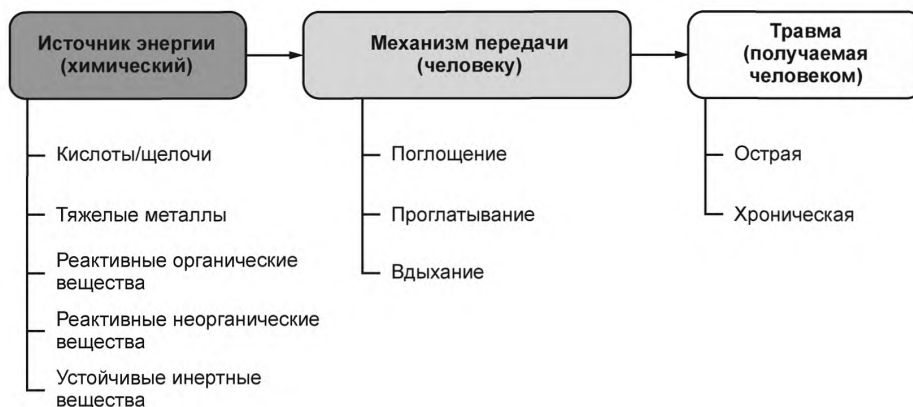 Источник энергии
(химический)
Механизм передачи
(человеку)
Травма
(получаемая
человеком)
Кислоты/щелочи
Тяжелые металлы
Реактивные органические
вещества
Реактивные неорганические
вещества
Устойчивые инертные
вещества
Поглощение
Проглатывание
Вдыхание
Острая
Хроническая